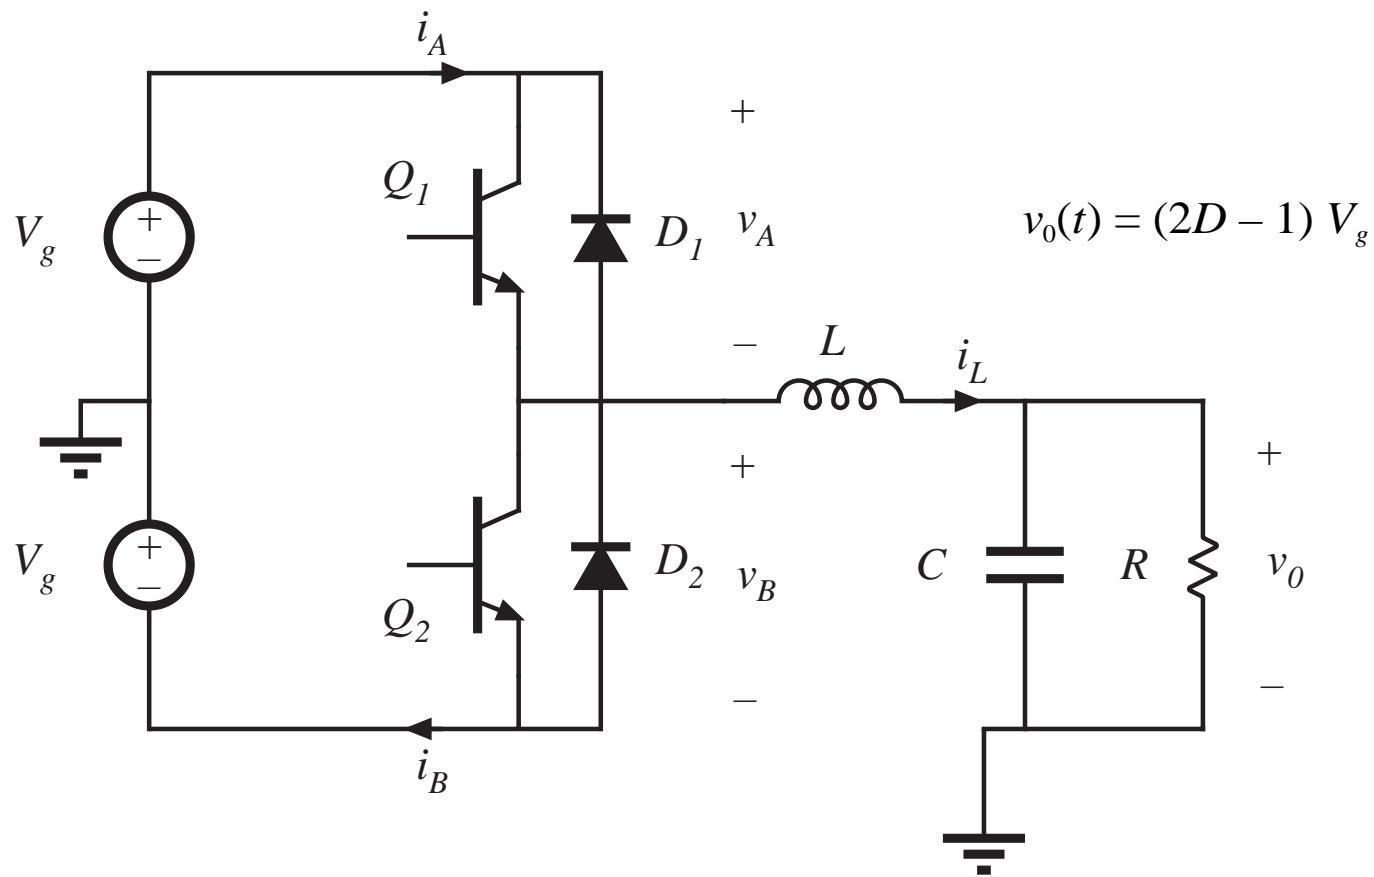 i_A
+
Q_1
V_g
+
–
D_1
v_A
v_0(t) = (2D – 1) V_g
–
L
i_L
+
+
V_g
+
–
Q_2
D_2
v_B
C
R
v_0
–
–
i_B